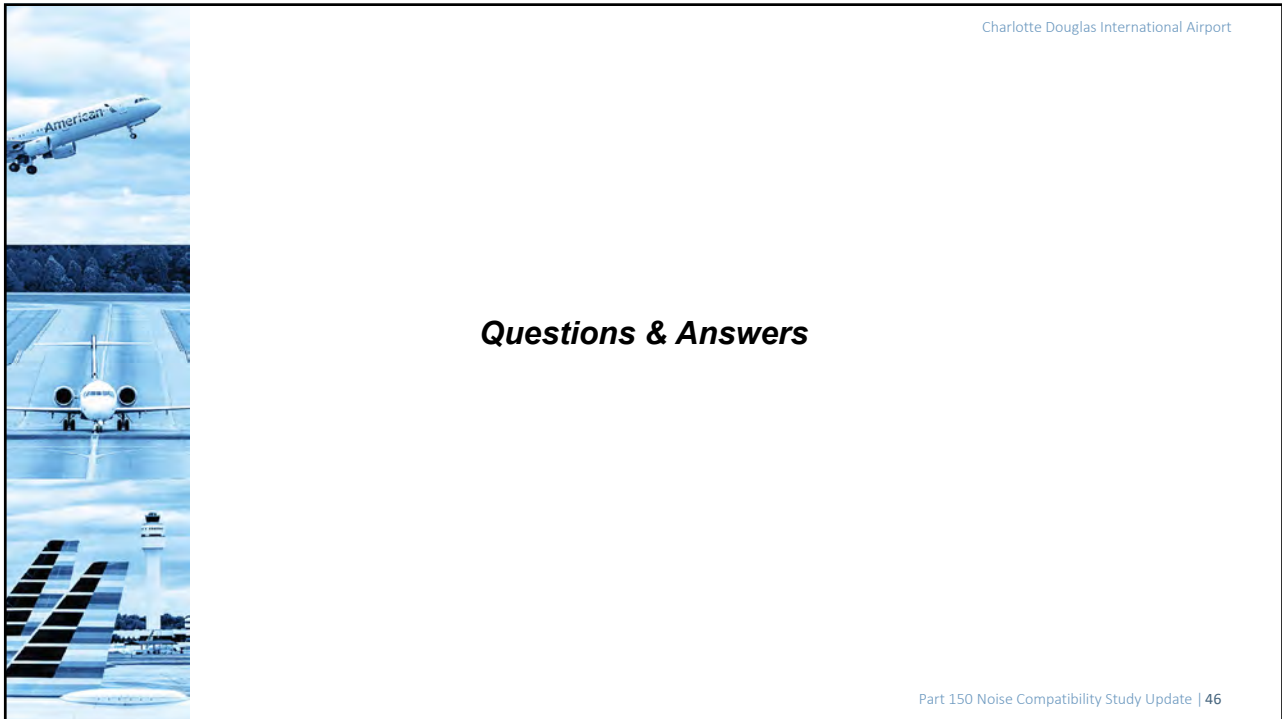 Charlotte Douglas International Airport
American
Questions & Answers
Part 150 Noise Compatibility Study Update | 46